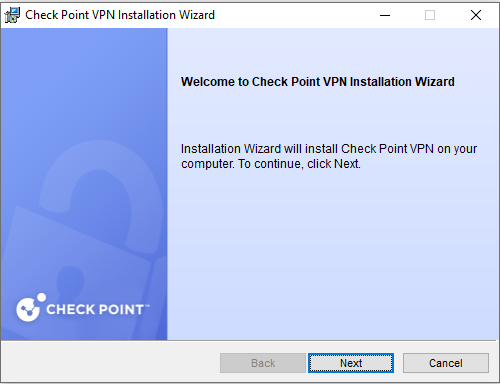 Check Point VPN Installation Wizard
Welcome to Check Point VPN Installation Wizard
Installation Wizard will install Check Point VPN on your
computer. To continue, click Next.
CHECK POINT™
Back
Next
Cancel